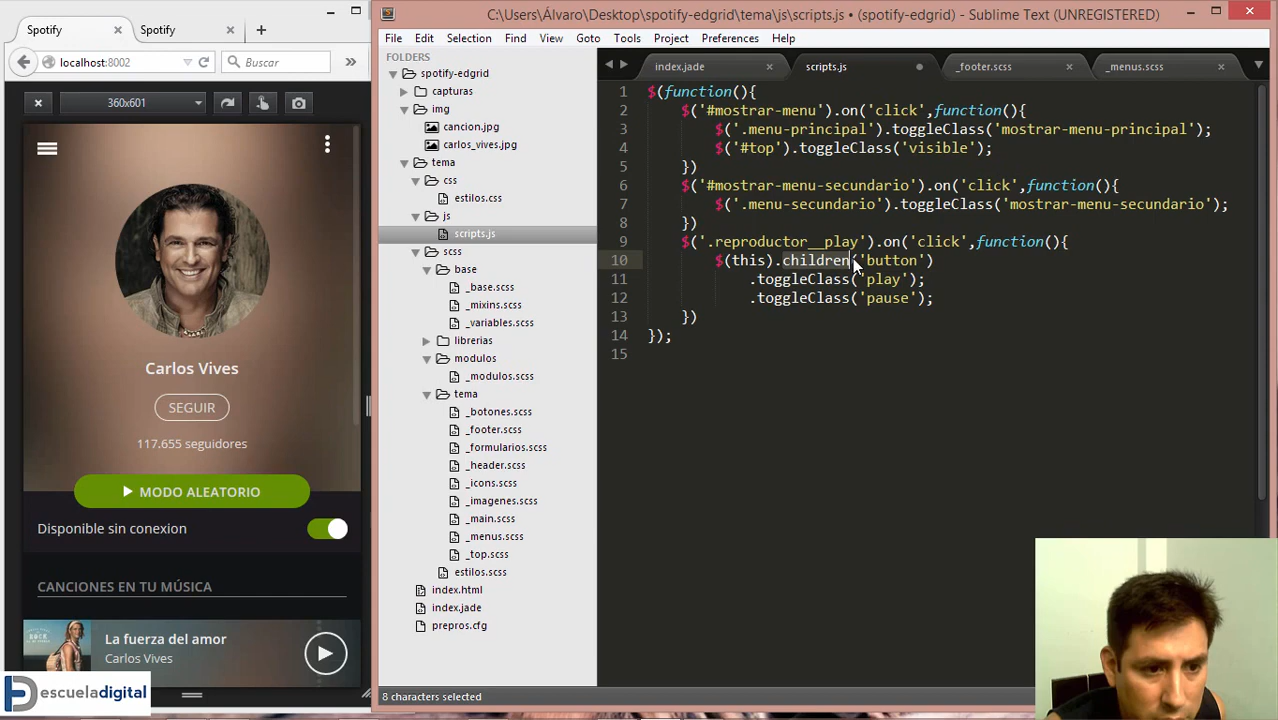 Spotify
Spotify
localhost:8002
Buscar
360x601
Carlos Vives
SEGUIR
117.655 seguidores
MODO ALEATORIO
Disponible sin conexion
CANCIONES EN TU MÚSICA
La fuerza del amor
Carlos Vives
escueladigital
C:\Users\Álvaro\Desktop\spotify-edgrid\tema\js\scripts.js • (spotify-edgrid) - Sublime Text (UNREGISTERED)
File Edit Selection Find View Goto Tools Project Preferences Help
FOLDERS
spotify-edgrid
capturas
img
cancion.jpg
carlos_vives.jpg
tema
css
estilos.css
js
scripts.js
scss
base
_base.scss
_mixins.scss
_variables.scss
librerias
modulos
_modulos.scss
tema
_botones.scss
_footer.scss
_formularios.scss
_header.scss
_icons.scss
_imagenes.scss
_main.scss
_menus.scss
_top.scss
estilos.scss
index.html
index.jade
prepros.cfg
index.jade scripts.js _footer.scss _menus.scss
1 $(function(){
2 $('#mostrar-menu').on('click',function(){
3 $('.menu-principal').toggleClass('mostrar-menu-principal');
4 $('#top').toggleClass('visible');
5 })
6 $('#mostrar-menu-secundario').on('click',function(){
7 $('.menu-secundario').toggleClass('mostrar-menu-secundario');
8 })
9 $('.reproductor__play').on('click',function(){
10 $(this).children('button')
11 .toggleClass('play');
12 .toggleClass('pause');
13 })
14 });
15
8 characters selected